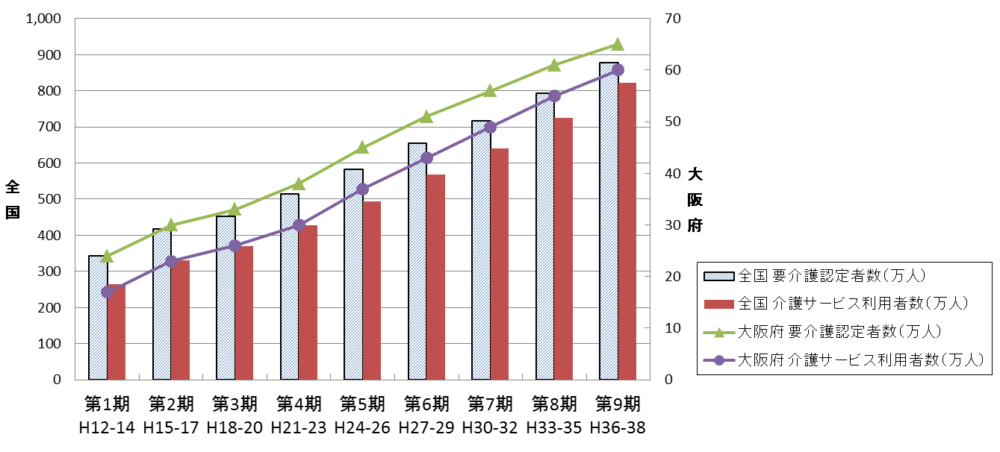 1,000
900
800
700
600
500
400
300
200
100
0
全国
70
60
50
40
30
20
10
0
大阪府
第1期 第2期 第3期 第4期 第5期 第6期 第7期 第8期 第9期
H12-14 H15-17 H18-20 H21-23 H24-26 H27-29 H30-32 H33-35 H36-38
全国 要介護認定者数(万人)
全国 介護サービス利用者数(万人)
大阪府 要介護認定者数(万人)
大阪府 介護サービス利用者数(万人)